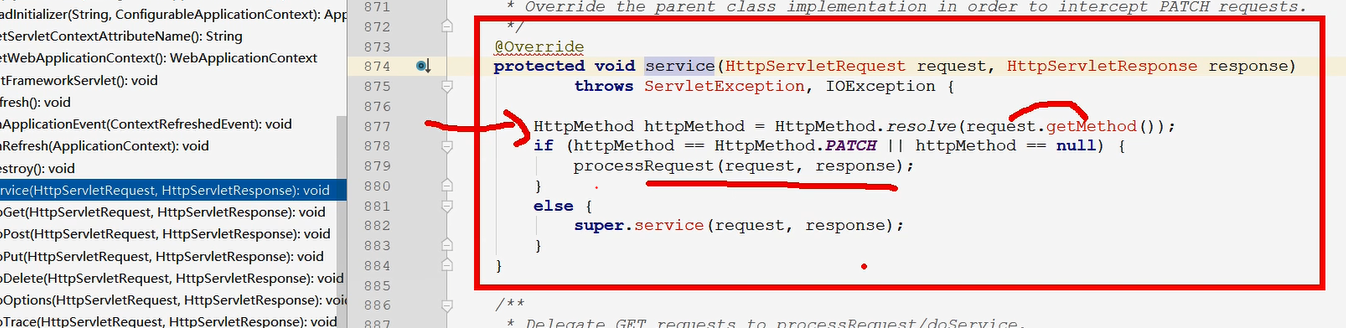 adInitializer(String, ConfigurableApplicationContext): App
etServletContextAttributeName(): String
etWebApplicationContext(): WebApplicationContext
itFrameworkServlet(): void
fresh(): void
nApplicationEvent(ContextRefreshedEvent): void
nRefresh(ApplicationContext): void
estroy(): void
ervice(HttpServletRequest, HttpServletResponse): void
oGet(HttpServletRequest, HttpServletResponse): void
oPost(HttpServletRequest, HttpServletResponse): void
oPut(HttpServletRequest, HttpServletResponse): void
oDelete(HttpServletRequest, HttpServletResponse): void
oOptions(HttpServletRequest, HttpServletResponse): voi
oTrace(HttpServletRequest, HttpServletResponse): void
871 * Override the parent class implementation in order to intercept PATCH requests.
872 */
873 @Override
874 protected void service(HttpServletRequest request, HttpServletResponse response)
875 throws ServletException, IOException {
876
877 HttpMethod httpMethod = HttpMethod.resolve(request.getMethod());
878 if (httpMethod == HttpMethod.PATCH || httpMethod == null) {
879 processRequest(request, response);
880 }
881 else {
882 super.service(request, response);
883 }
884 }
885
886 /**
887 * Delegate GET requests to processRequest/doService.